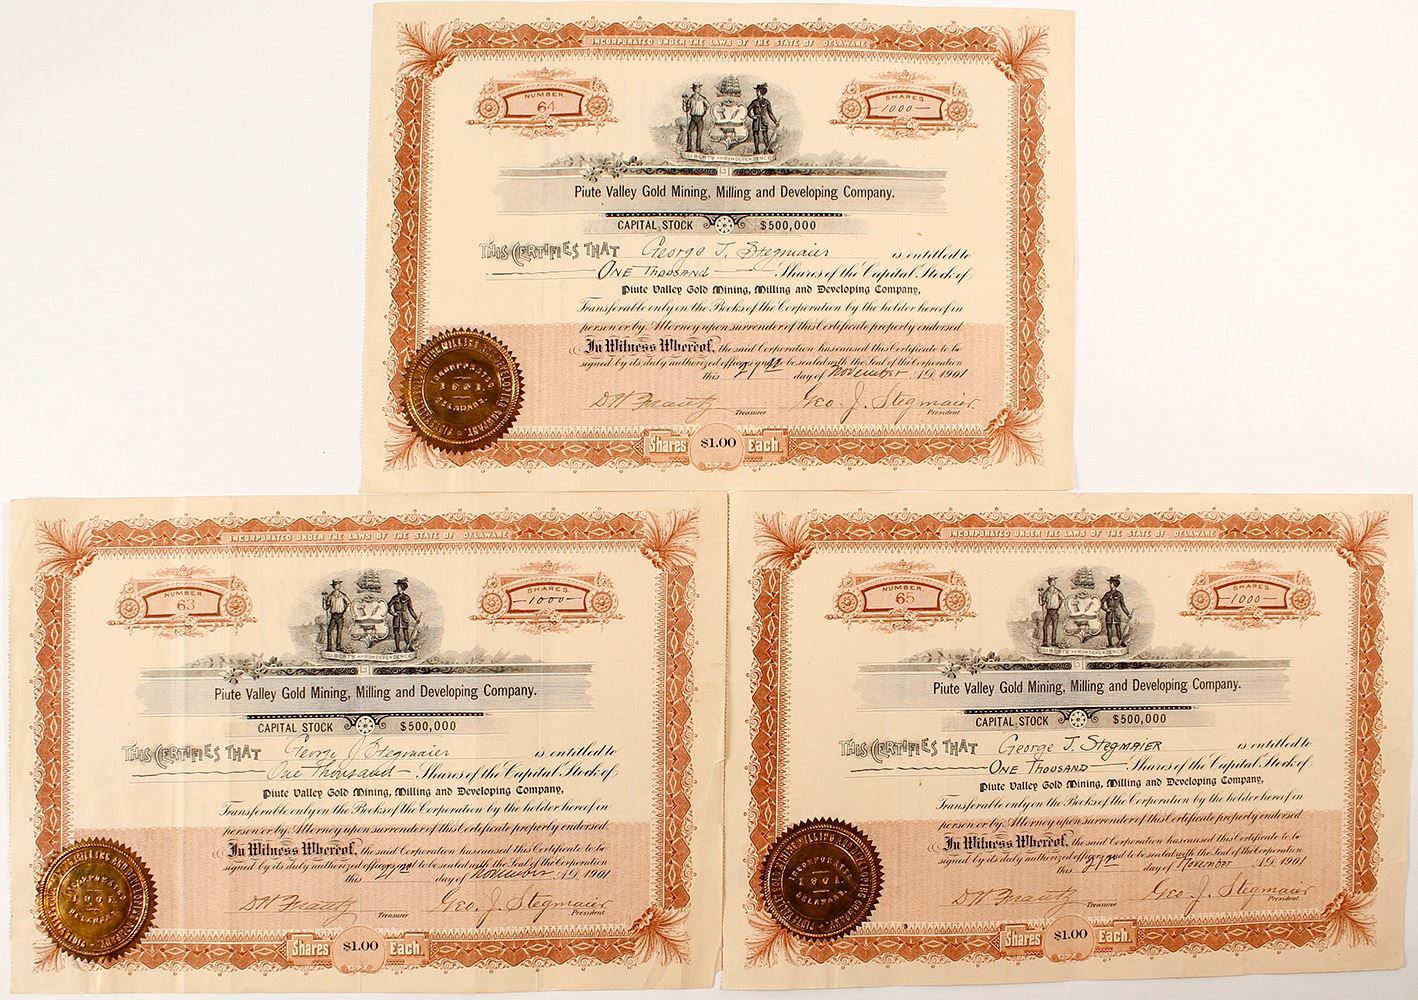 INCORPORATED UNDER THE LAWS OF THE STATE OF DELAWARE
NUMBER
64
SHARES
1000
LIBERTY AND INDEPENDENCE
Piute Valley Gold Mining, Milling and Developing Company.
CAPITAL STOCK $500,000
THIS CERTIFIES THAT George J. Stegmaier is entitled to
One Thousand Shares of the Capital Stock of
Piute Valley Gold Mining, Milling and Developing Company,
Transferable only on the Books of the Corporation by the holder hereof in
person or by Attorney upon surrender of this Certificate properly endorsed.
In Witness Whereof, the said Corporation has caused this Certificate to be
signed by its duly authorized officers and to be sealed with the Seal of the Corporation
this 21st day of November A.D. 1901
INCORPORATED
1901
DELAWARE
D W Frantz Treasurer Geo. J. Stegmaier President
Shares $1.00 Each.
INCORPORATED UNDER THE LAWS OF THE STATE OF DELAWARE
NUMBER
63
SHARES
1000
LIBERTY AND INDEPENDENCE
Piute Valley Gold Mining, Milling and Developing Company.
CAPITAL STOCK $500,000
THIS CERTIFIES THAT George J Stegmaier is entitled to
One Thousand Shares of the Capital Stock of
Piute Valley Gold Mining, Milling and Developing Company,
Transferable only on the Books of the Corporation by the holder hereof in
person or by Attorney upon surrender of this Certificate properly endorsed.
In Witness Whereof, the said Corporation has caused this Certificate to be
signed by its duly authorized officers and to be sealed with the Seal of the Corporation
this 21st day of November A.D. 1901
INCORPORATED
1901
DELAWARE
D W Frantz Treasurer Geo. J. Stegmaier President
Shares $1.00 Each.
INCORPORATED UNDER THE LAWS OF THE STATE OF DELAWARE
NUMBER
65
SHARES
1000
LIBERTY AND INDEPENDENCE
Piute Valley Gold Mining, Milling and Developing Company.
CAPITAL STOCK $500,000
THIS CERTIFIES THAT George J. Stegmaier is entitled to
One Thousand Shares of the Capital Stock of
Piute Valley Gold Mining, Milling and Developing Company,
Transferable only on the Books of the Corporation by the holder hereof in
person or by Attorney upon surrender of this Certificate properly endorsed.
In Witness Whereof, the said Corporation has caused this Certificate to be
signed by its duly authorized officers and to be sealed with the Seal of the Corporation
this 21st day of November A.D. 1901
INCORPORATED
1901
DELAWARE
D W Frantz Treasurer Geo. J. Stegmaier President
Shares $1.00 Each.